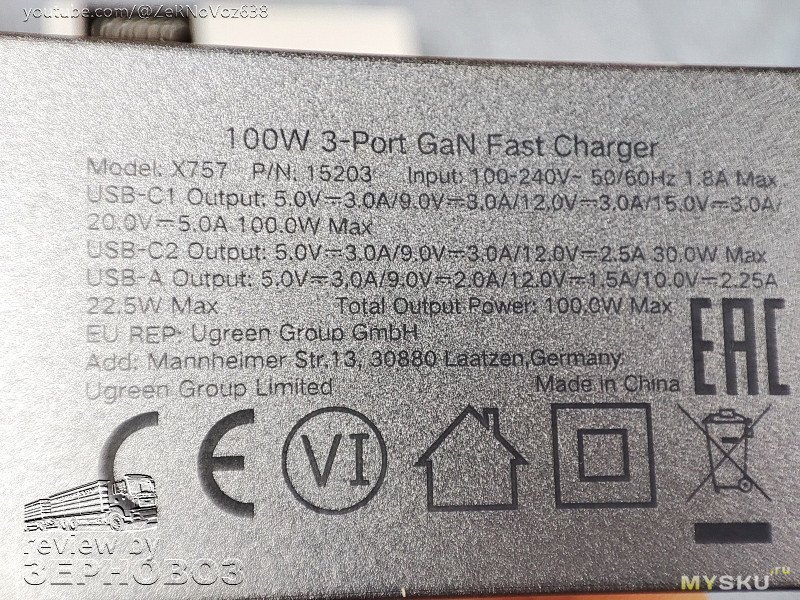 youtube.com/@ZeRNoVoz638
100W 3-Port GaN Fast Charger
Model: X757 P/N: 15203 Input: 100-240V~ 50/60Hz 1.8A Max
USB-C1 Output: 5.0V⎓3.0A/9.0V⎓3.0A/12.0V⎓3.0A/15.0V⎓3.0A/
20.0V⎓5.0A 100.0W Max
USB-C2 Output: 5.0V⎓3.0A/9.0V⎓3.0A/12.0V⎓2.5A 30.0W Max
USB-A Output: 5.0V⎓3.0A/9.0V⎓2.0A/12.0V⎓1.5A/10.0V⎓2.25A
22.5W Max Total Output Power: 100.0W Max
EU REP: Ugreen Group GmbH
Add: Mannheimer Str.13, 30880 Laatzen,Germany
Ugreen Group Limited Made in China
EAC
CE
VI
review by
ЗЕРНОВОЗ
MYSKU.ru